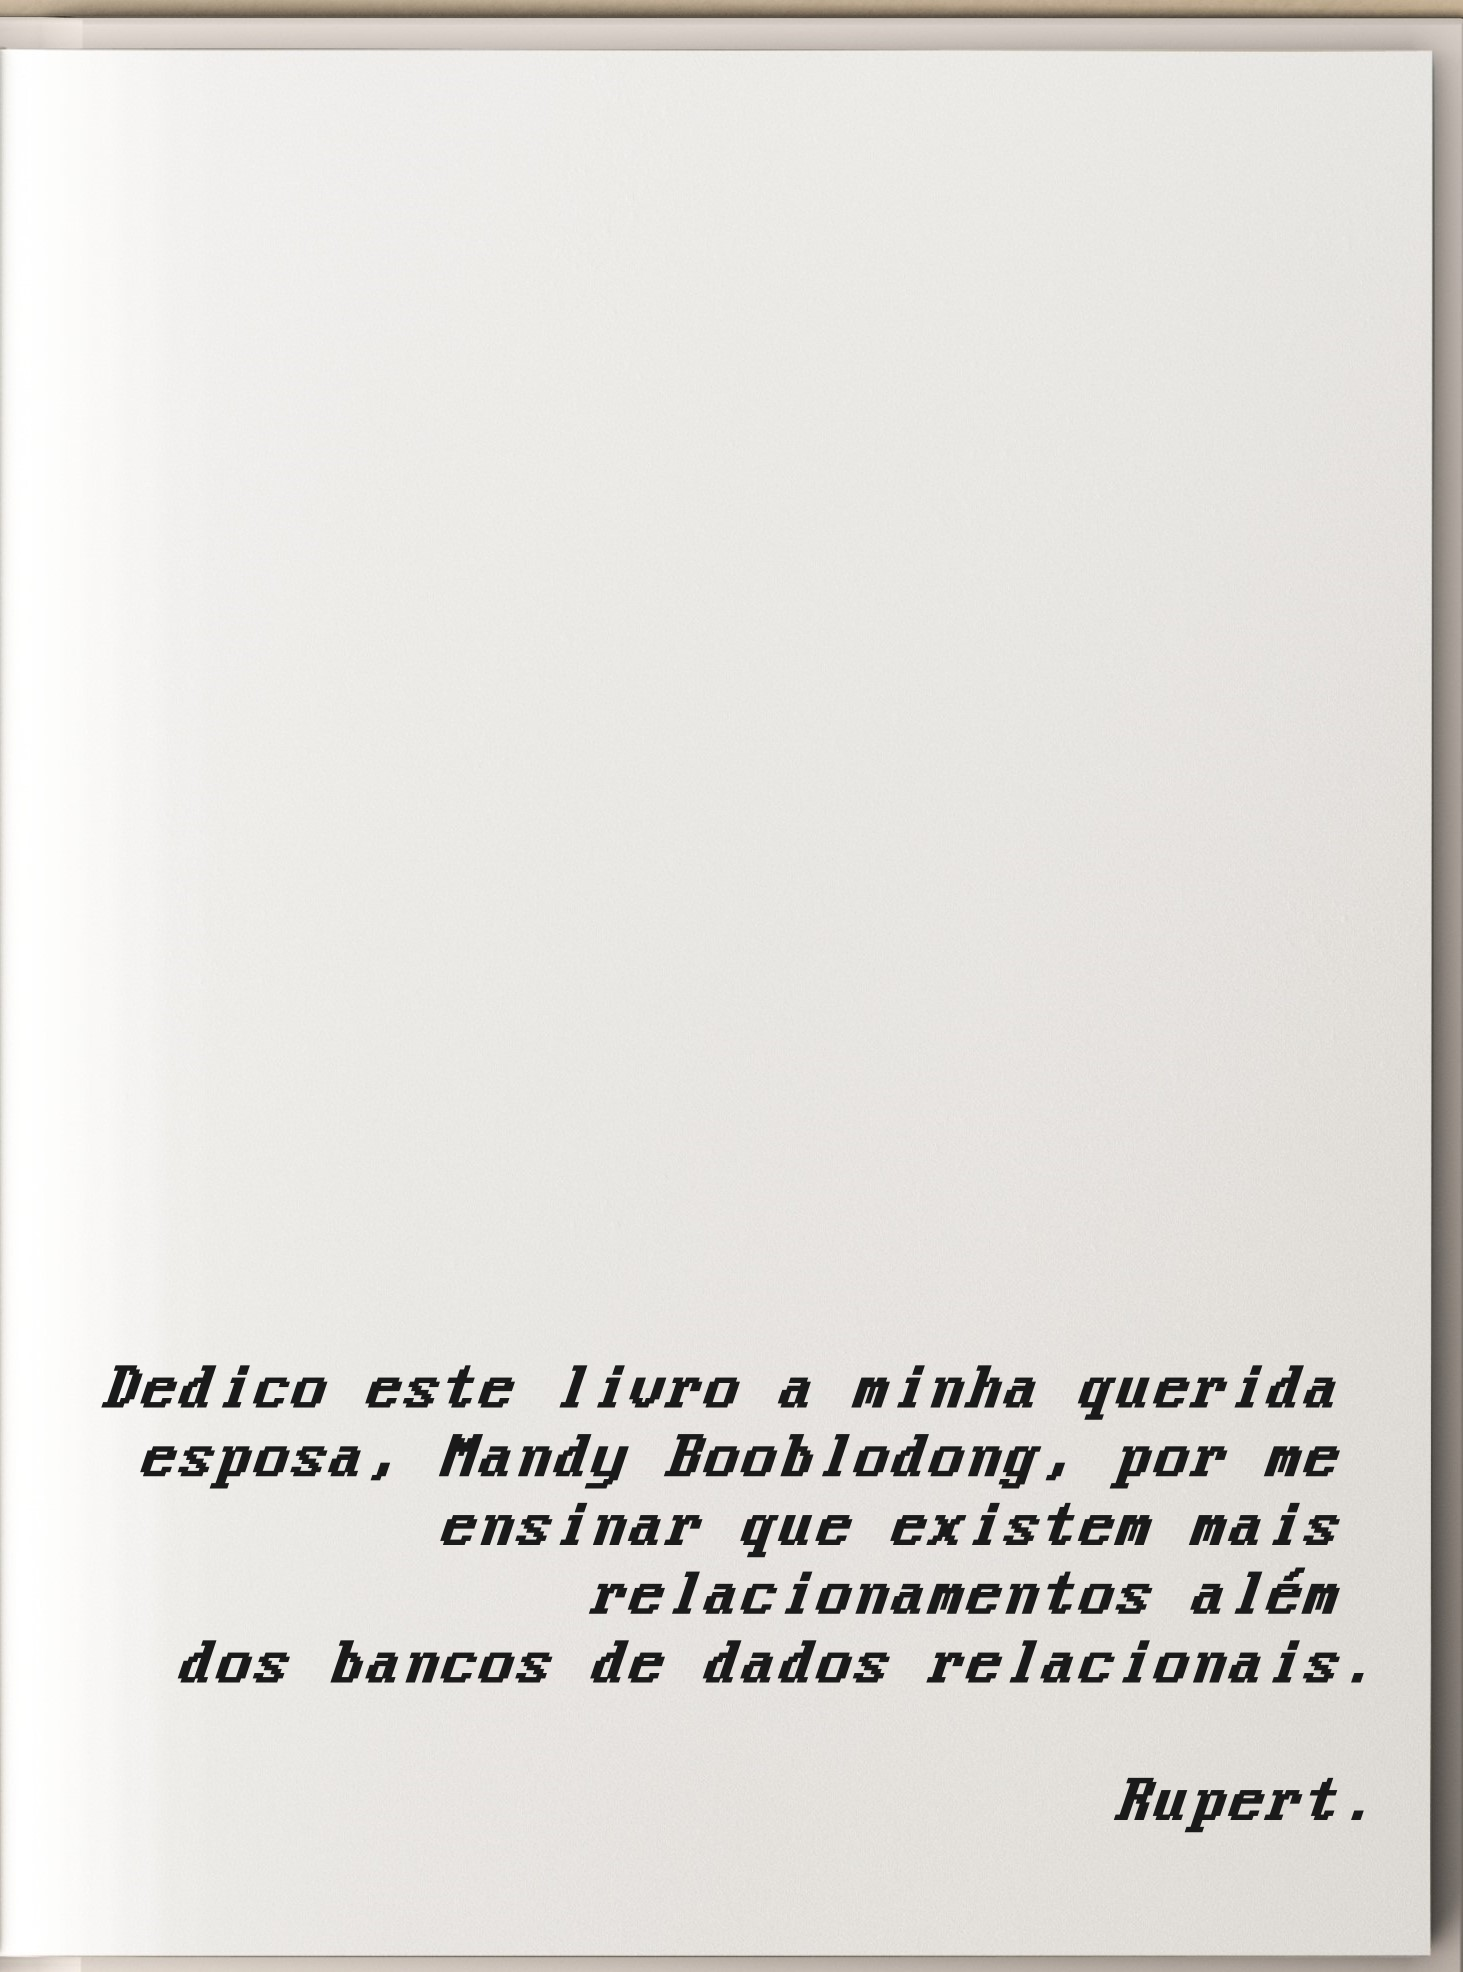 Dedico este livro a minha querida
esposa, Mandy Booblodong, por me
ensinar que existem mais
relacionamentos além
dos bancos de dados relacionais.
Rupert.